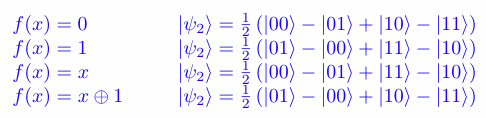 f(x) = 0 |ψ₂⟩ = ½ (|00⟩ − |01⟩ + |10⟩ − |11⟩)
f(x) = 1 |ψ₂⟩ = ½ (|01⟩ − |00⟩ + |11⟩ − |10⟩)
f(x) = x |ψ₂⟩ = ½ (|00⟩ − |01⟩ + |11⟩ − |10⟩)
f(x) = x ⊕ 1 |ψ₂⟩ = ½ (|01⟩ − |00⟩ + |10⟩ − |11⟩)